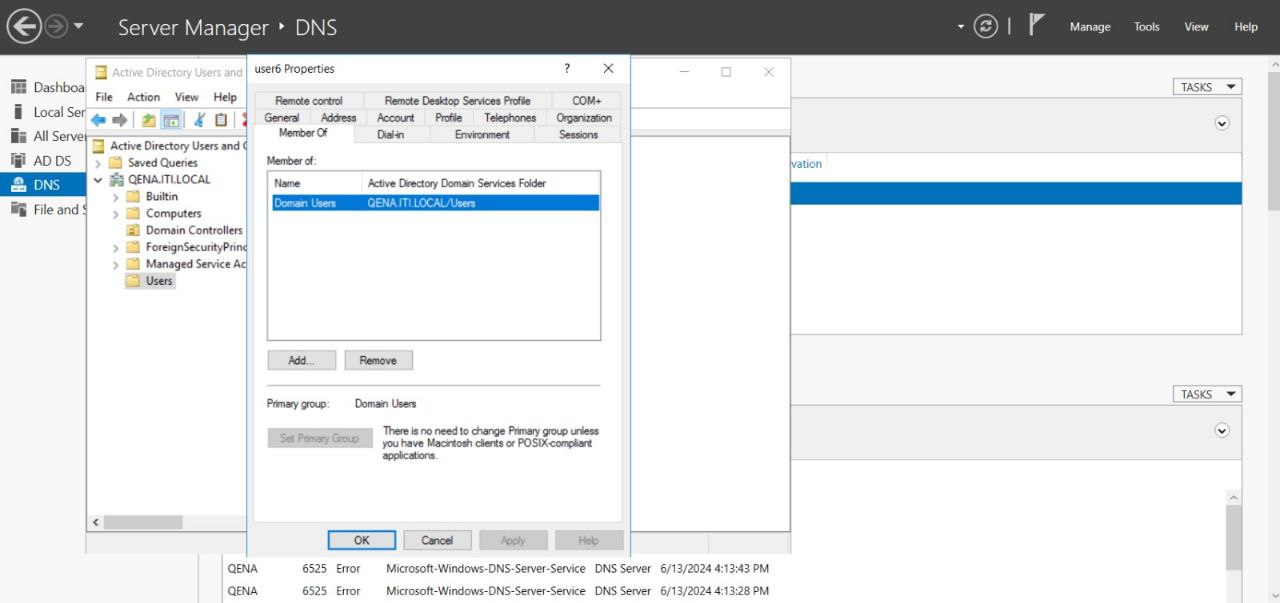 Server Manager ‣ DNS
Manage Tools View Help
Dashboa
Local Ser
All Serve
AD DS
DNS
File and S
Active Directory Users and
File Action View Help
Active Directory Users and C
Saved Queries
QENA.ITI.LOCAL
Builtin
Computers
Domain Controllers
ForeignSecurityPrinc
Managed Service Ac
Users
user6 Properties
?
Remote control Remote Desktop Services Profile COM+
General Address Account Profile Telephones Organization
Member Of Dial-in Environment Sessions
Member of:
Name Active Directory Domain Services Folder
Domain Users QENA.ITI.LOCAL/Users
Add... Remove
Primary group: Domain Users
Set Primary Group
There is no need to change Primary group unless
you have Macintosh clients or POSIX-compliant
applications.
OK Cancel Apply Help
TASKS
vation
TASKS
QENA 6525 Error Microsoft-Windows-DNS-Server-Service DNS Server 6/13/2024 4:13:43 PM
QENA 6525 Error Microsoft-Windows-DNS-Server-Service DNS Server 6/13/2024 4:13:28 PM